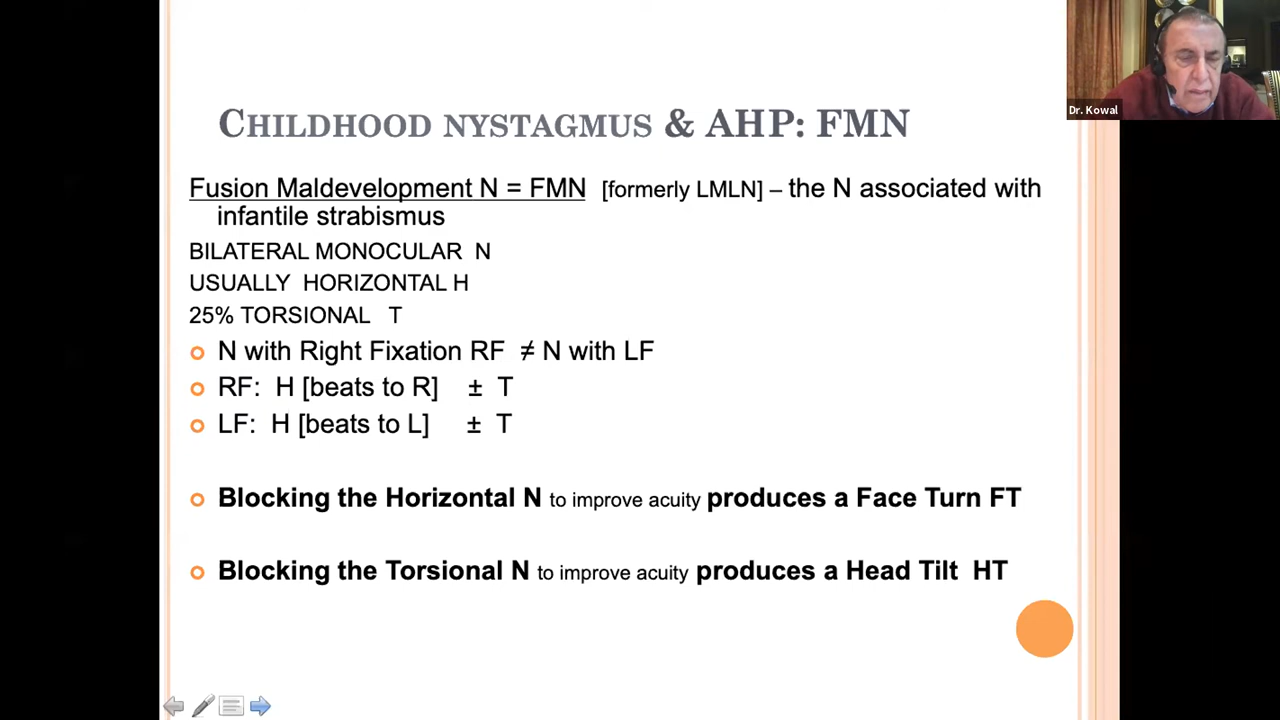 CHILDHOOD NYSTAGMUS & AHP: FMN
Fusion Maldevelopment N = FMN [formerly LMLN] – the N associated with
infantile strabismus
BILATERAL MONOCULAR N
USUALLY HORIZONTAL H
25% TORSIONAL T
N with Right Fixation RF ≠ N with LF
RF: H [beats to R] ± T
LF: H [beats to L] ± T
Blocking the Horizontal N to improve acuity produces a Face Turn FT
Blocking the Torsional N to improve acuity produces a Head Tilt HT
Dr. Kowal